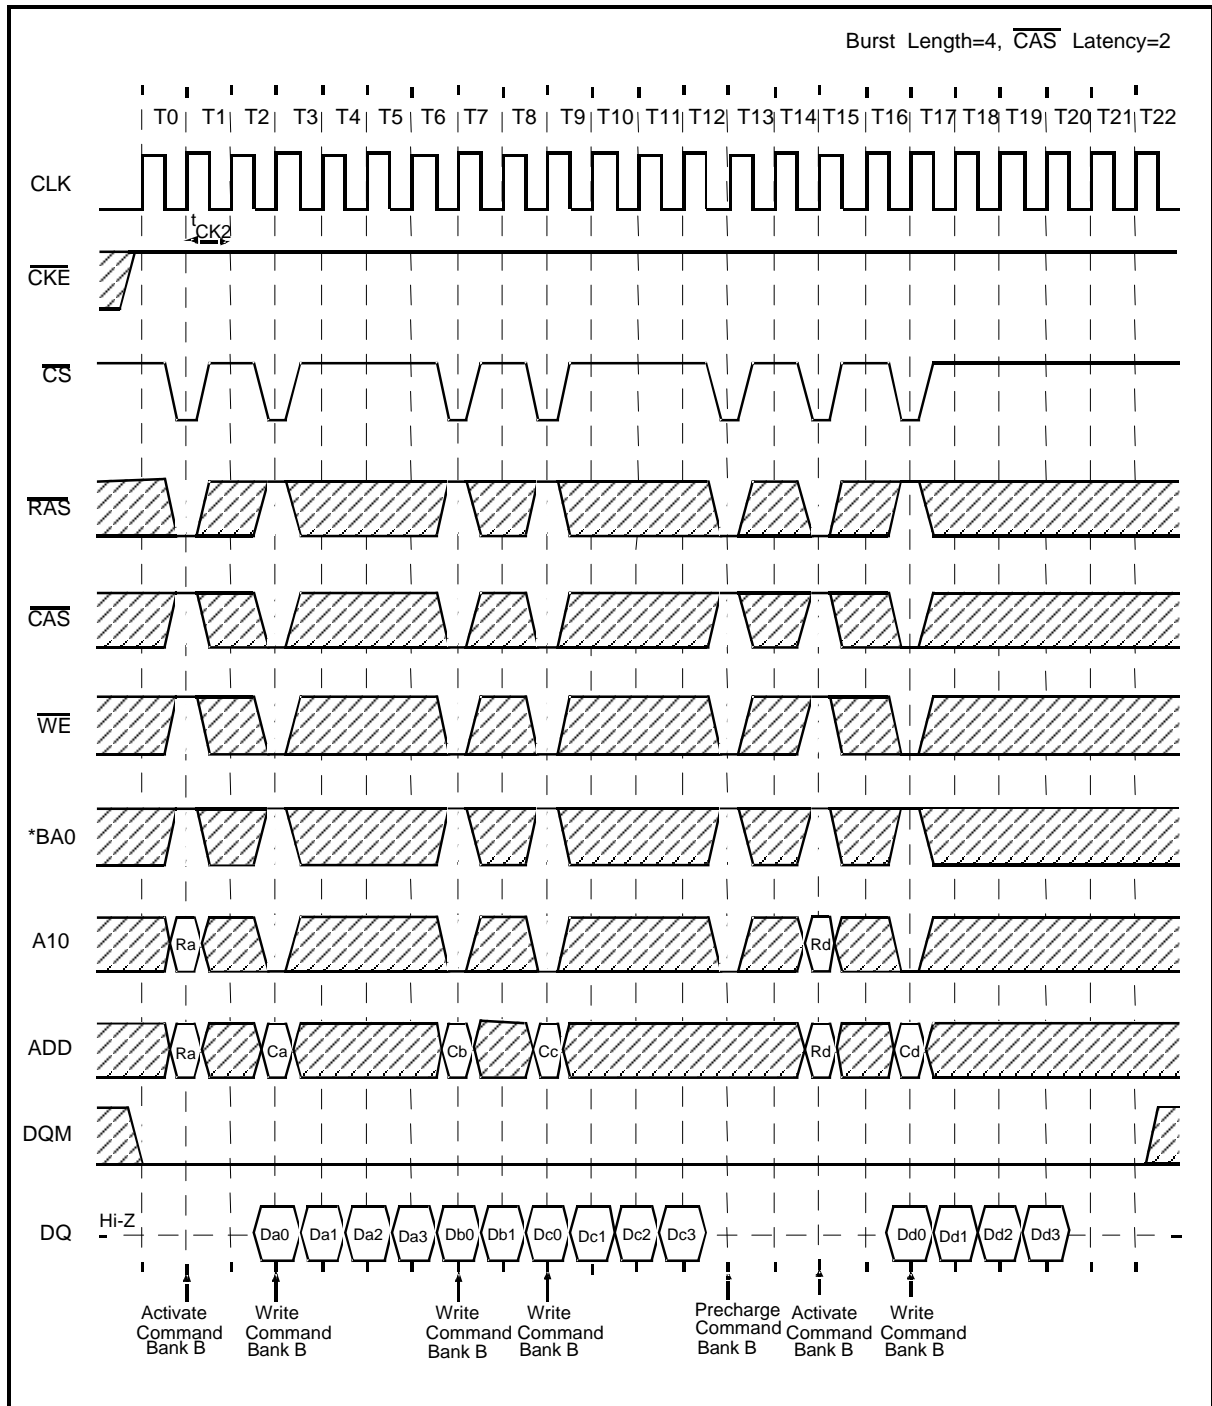 Burst Length=4, CAS Latency=2
T0 T1 T2 T3 T4 T5 T6 T7 T8 T9 T10 T11 T12 T13 T14 T15 T16 T17 T18 T19 T20 T21 T22
CLK
tCK2
CKE
CS
RAS
CAS
WE
*BA0
A10
Ra Rd
ADD
Ra Ca Cb Cc Rd Cd
DQM
DQ
Hi-Z
Da0 Da1 Da2 Da3 Db0 Db1 Dc0 Dc1 Dc2 Dc3 Dd0 Dd1 Dd2 Dd3
Activate
Command
Bank B
Write
Command
Bank B
Write
Command
Bank B
Write
Command
Bank B
Precharge
Command
Bank B
Activate
Command
Bank B
Write
Command
Bank B